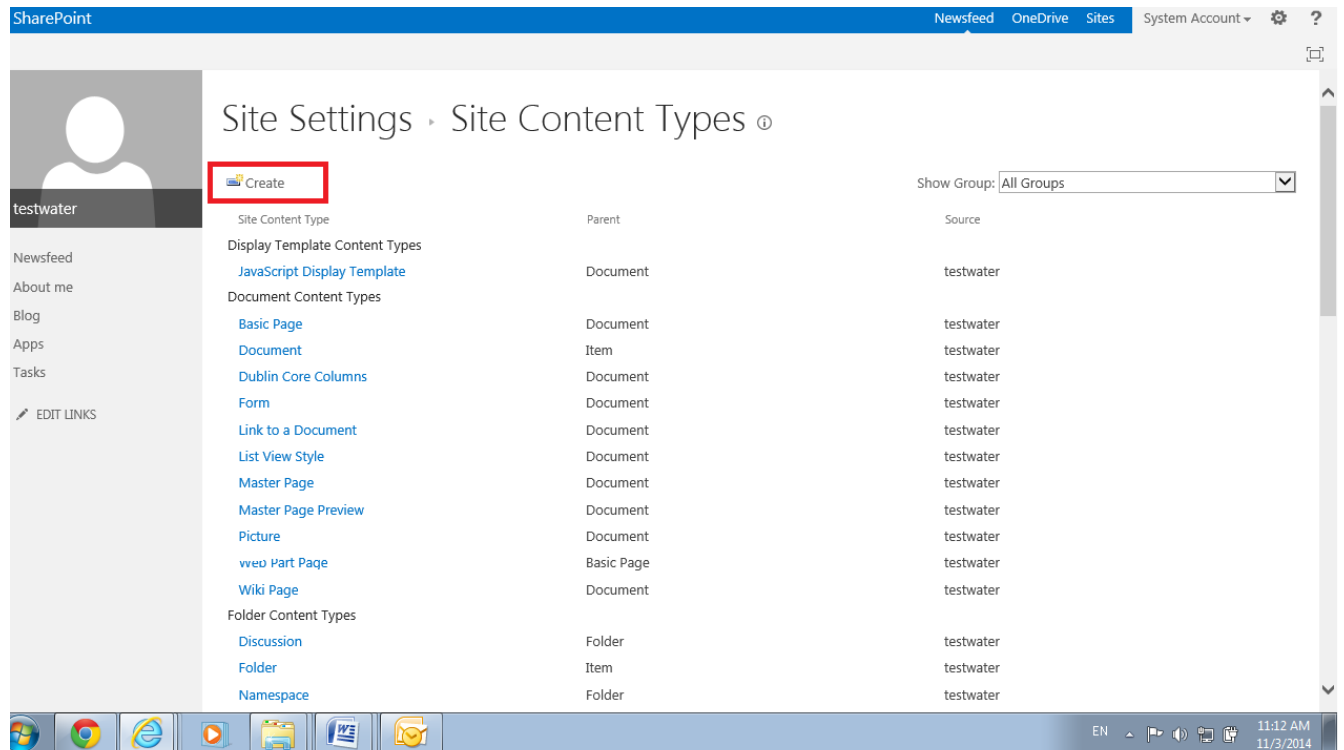 SharePoint Newsfeed OneDrive Sites System Account ?
Site Settings Site Content Types
Create Show Group: All Groups
testwater
Site Content Type Parent Source
Display Template Content Types
Newsfeed
JavaScript Display Template Document testwater
About me
Document Content Types
Blog
Basic Page Document testwater
Apps
Document Item testwater
Tasks
Dublin Core Columns Document testwater
Form Document testwater
EDIT LINKS
Link to a Document Document testwater
List View Style Document testwater
Master Page Document testwater
Master Page Preview Document testwater
Picture Document testwater
Web Part Page Basic Page testwater
Wiki Page Document testwater
Folder Content Types
Discussion Folder testwater
Folder Item testwater
Namespace Folder testwater
EN 11:12 AM
11/3/2014